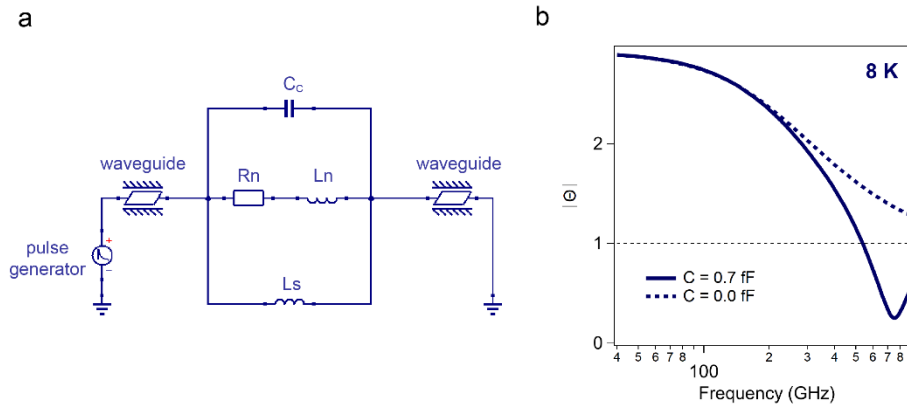 a
C_C
waveguide
waveguide
Rn
Ln
pulse
generator
+
−
Ls
b
8 K
2
1
0
|Θ|
C = 0.7 fF
C = 0.0 fF
4 5 6 7 8 100 2 3 4 5 6 7 8
Frequency (GHz)